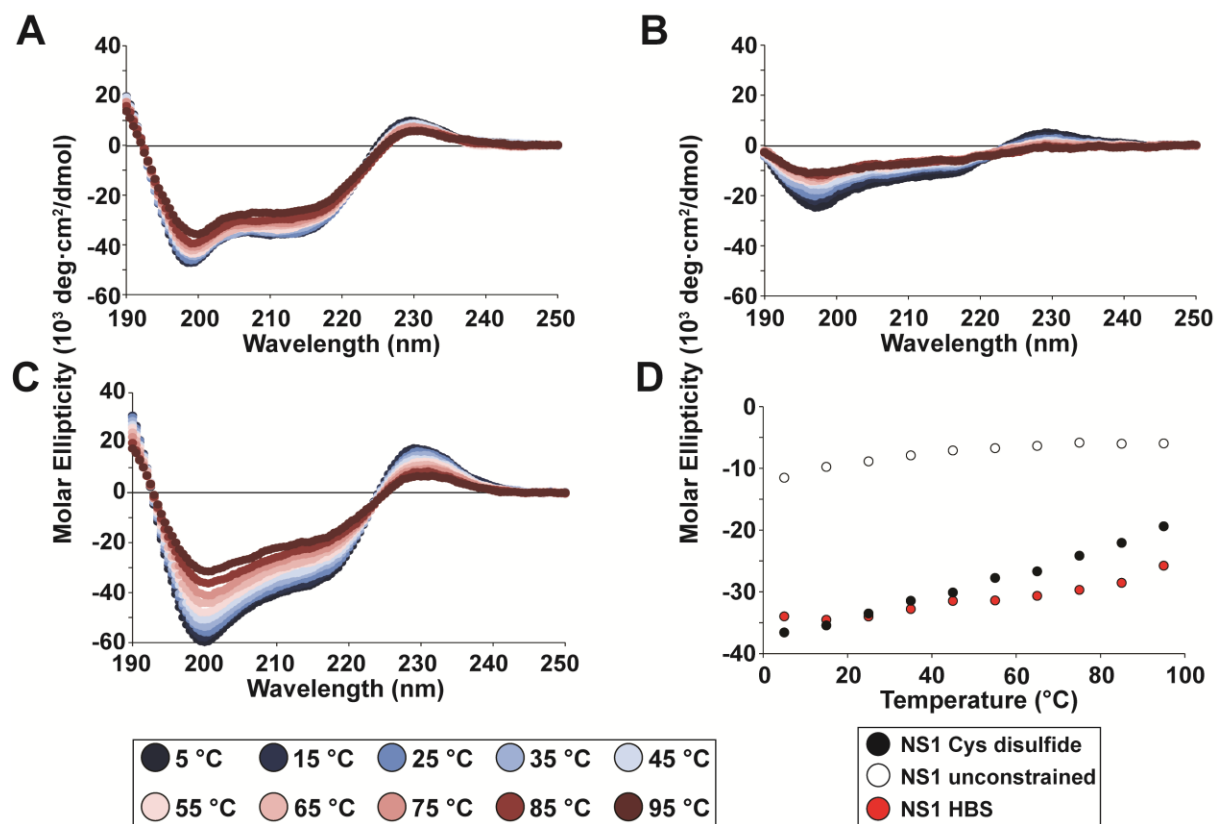 A
40
20
0
-20
-40
-60
190 200 210 220 230 240 250
Wavelength (nm)
B
40
20
0
-20
-40
-60
190 200 210 220 230 240 250
Wavelength (nm)
Molar Ellipticity (10³ deg·cm²/dmol)
C
40
20
0
-20
-40
-60
190 200 210 220 230 240 250
Wavelength (nm)
Molar Ellipticity (10³ deg·cm²/dmol)
D
0
-10
-20
-30
-40
0 20 40 60 80 100
Temperature (°C)
5 °C 15 °C 25 °C 35 °C 45 °C
55 °C 65 °C 75 °C 85 °C 95 °C
NS1 Cys disulfide
NS1 unconstrained
NS1 HBS